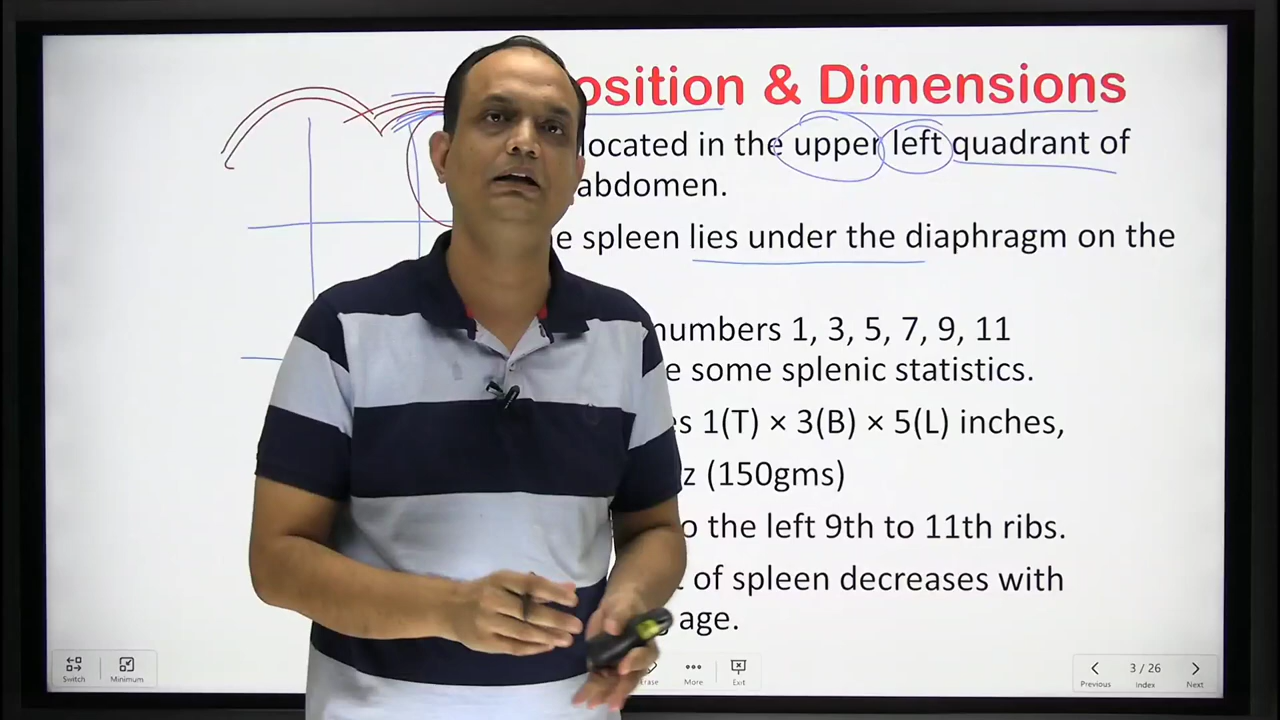 osition & Dimensions
located in the upper left quadrant of
abdomen.
e spleen lies under the diaphragm on the
numbers 1, 3, 5, 7, 9, 11
e some splenic statistics.
s 1(T) × 3(B) × 5(L) inches,
z (150gms)
o the left 9th to 11th ribs.
of spleen decreases with
age.
Switch
Minimum
rase
More
Exit
Previous
3 / 26
Index
Next